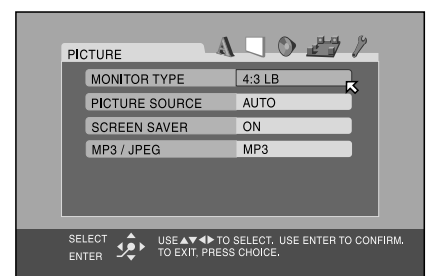 PICTURE
MONITOR TYPE 4:3 LB
PICTURE SOURCE AUTO
SCREEN SAVER ON
MP3 / JPEG MP3
SELECT
ENTER
USE▲▼◀▶ TO SELECT. USE ENTER TO CONFIRM.
TO EXIT, PRESS CHOICE.